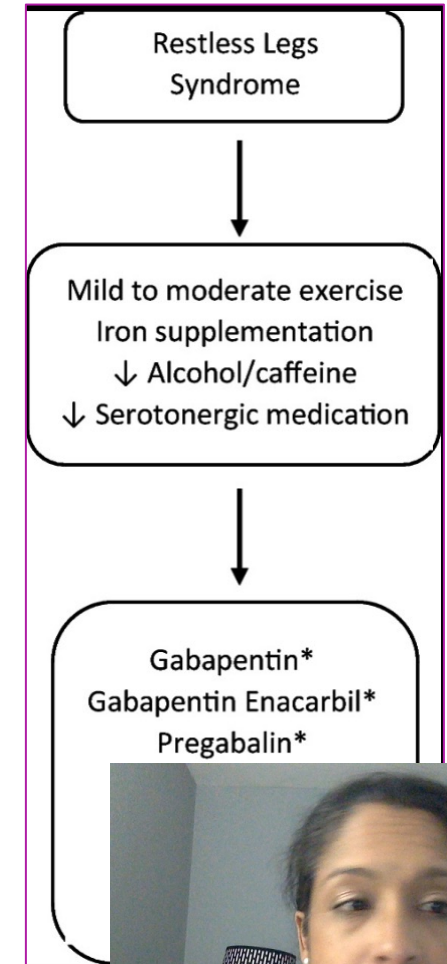 Restless Legs
Syndrome
Mild to moderate exercise
Iron supplementation
↓ Alcohol/caffeine
↓ Serotonergic medication
Gabapentin*
Gabapentin Enacarbil*
Pregabalin*